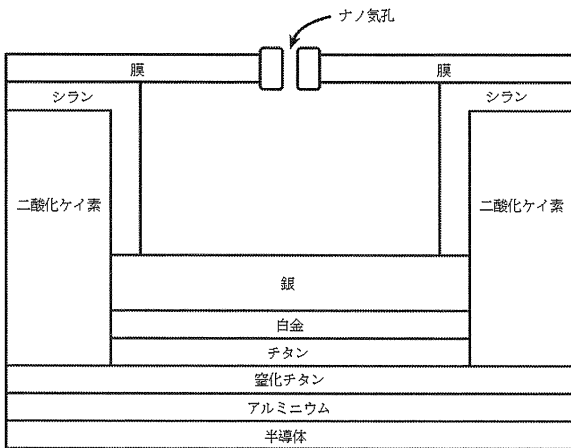 ナノ気孔
膜
膜
シラン
シラン
二酸化ケイ素
二酸化ケイ素
銀
白金
チタン
窒化チタン
アルミニウム
半導体